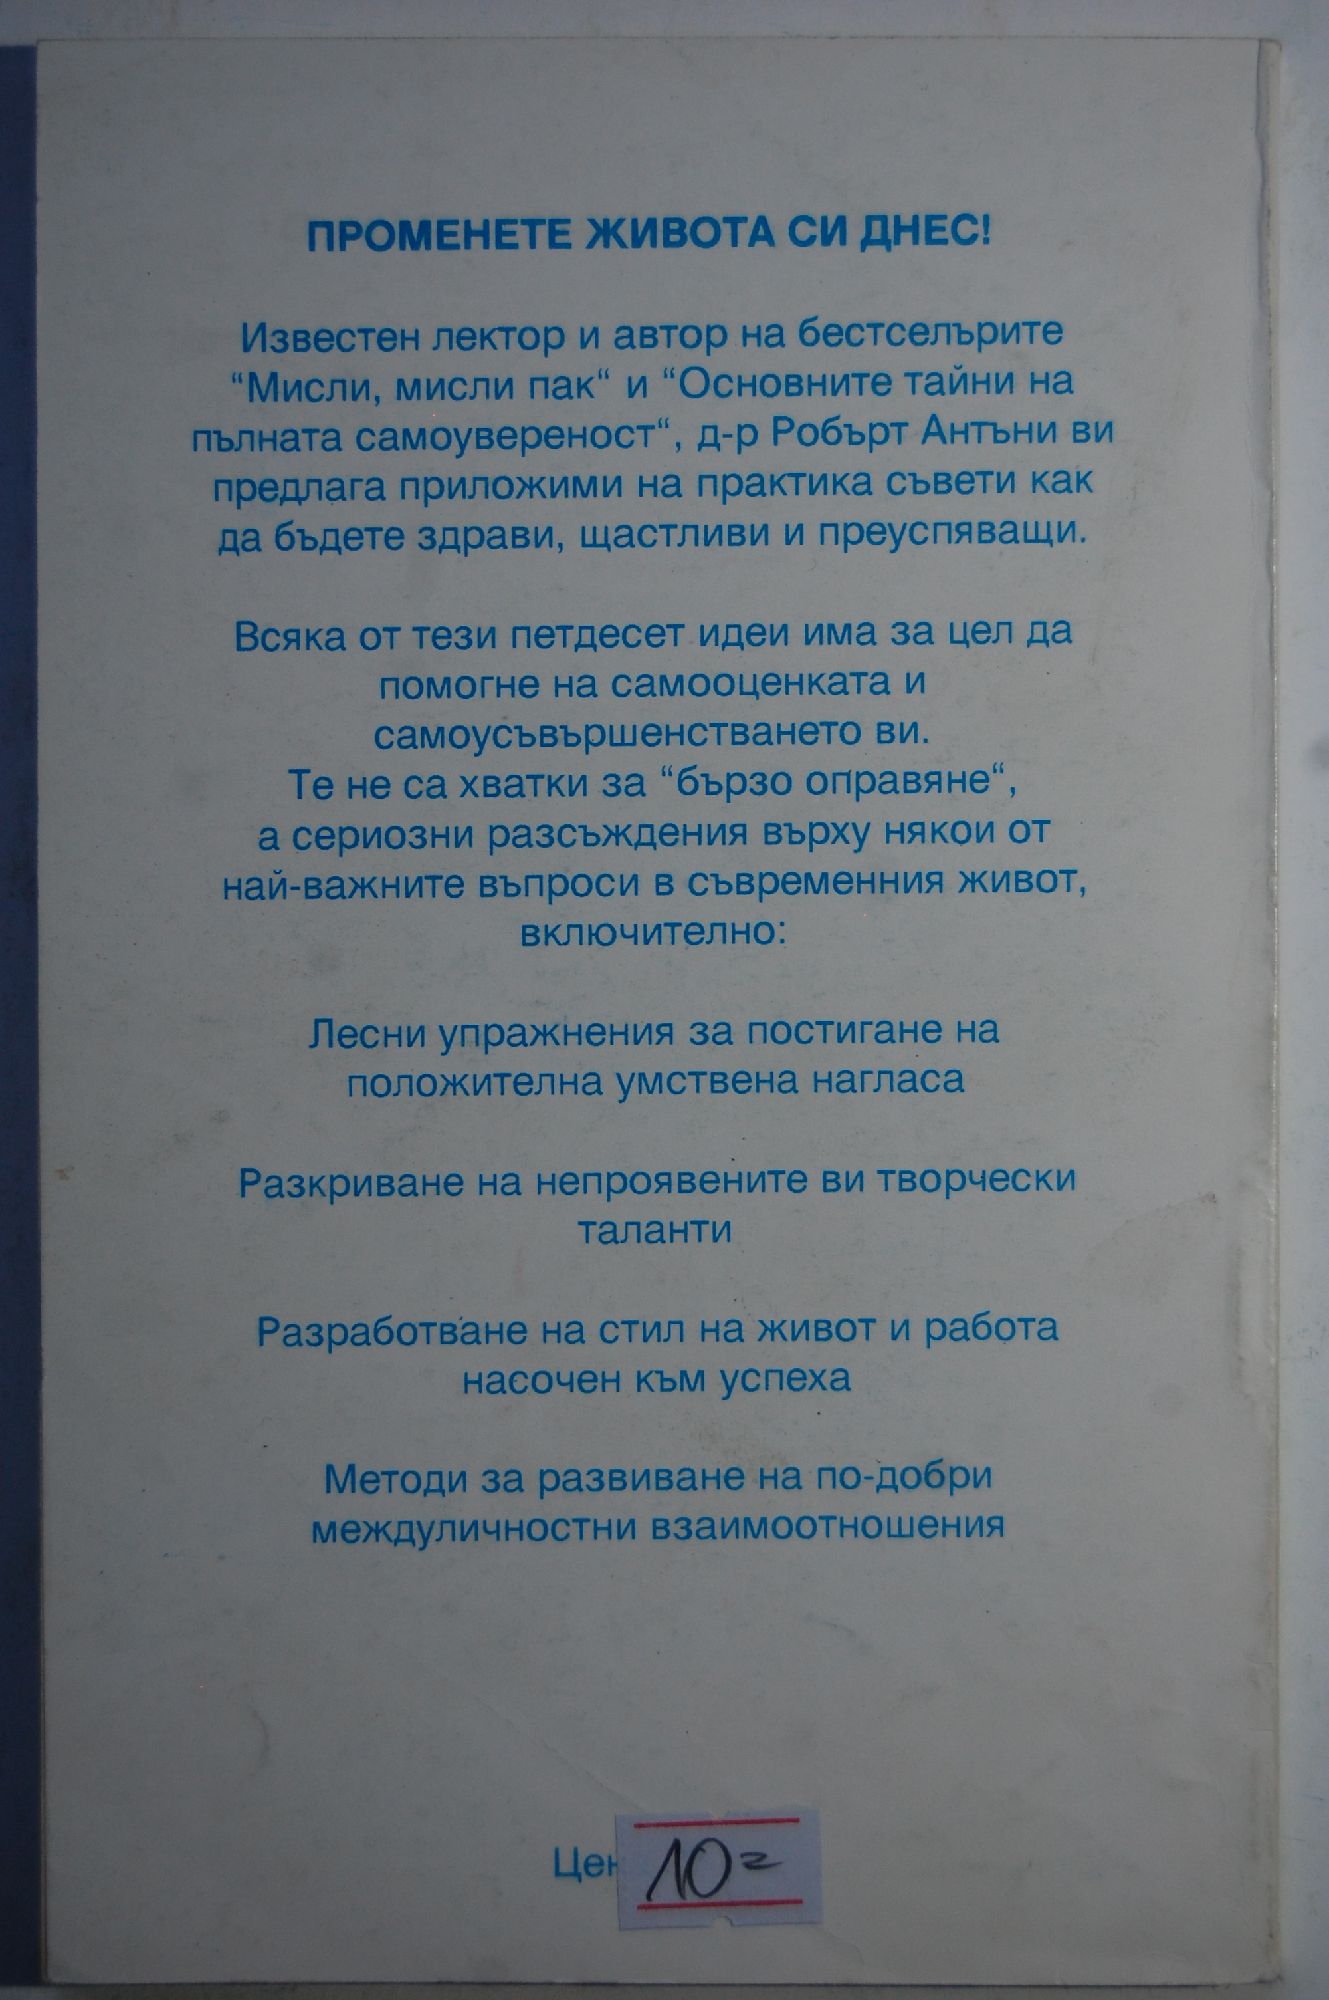 ПРОМЕНЕТЕ ЖИВОТА СИ ДНЕС!
Известен лектор и автор на бестселърите
“Мисли, мисли пак“ и “Основните тайни на
пълната самоувереност“, д-р Робърт Антъни ви
предлага приложими на практика съвети как
да бъдете здрави, щастливи и преуспяващи.
Всяка от тези петдесет идеи има за цел да
помогне на самооценката и
самоусъвършенстването ви.
Те не са хватки за “бързо оправяне“,
а сериозни разсъждения върху някои от
най-важните въпроси в съвременния живот,
включително:
Лесни упражнения за постигане на
положителна умствена нагласа
Разкриване на непроявените ви творчески
таланти
Разработване на стил на живот и работа
насочен към успеха
Методи за развиване на по-добри
междуличностни взаимоотношения
10=